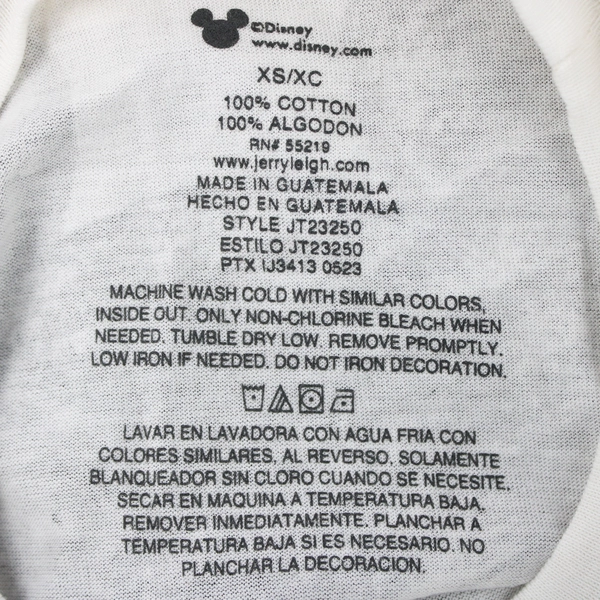 ©Disney
www.disney.com
XS/XC
100% COTTON
100% ALGODON
RN# 55219
www.jerryleigh.com
MADE IN GUATEMALA
HECHO EN GUATEMALA
STYLE JT23250
ESTILO JT23250
PTX IJ3413 0523
MACHINE WASH COLD WITH SIMILAR COLORS,
INSIDE OUT. ONLY NON-CHLORINE BLEACH WHEN
NEEDED. TUMBLE DRY LOW. REMOVE PROMPTLY.
LOW IRON IF NEEDED. DO NOT IRON DECORATION.
LAVAR EN LAVADORA CON AGUA FRIA CON
COLORES SIMILARES, AL REVERSO. SOLAMENTE
BLANQUEADOR SIN CLORO CUANDO SE NECESITE.
SECAR EN MAQUINA A TEMPERATURA BAJA.
REMOVER INMEDIATAMENTE. PLANCHAR A
TEMPERATURA BAJA SI ES NECESARIO. NO
PLANCHAR LA DECORACION.